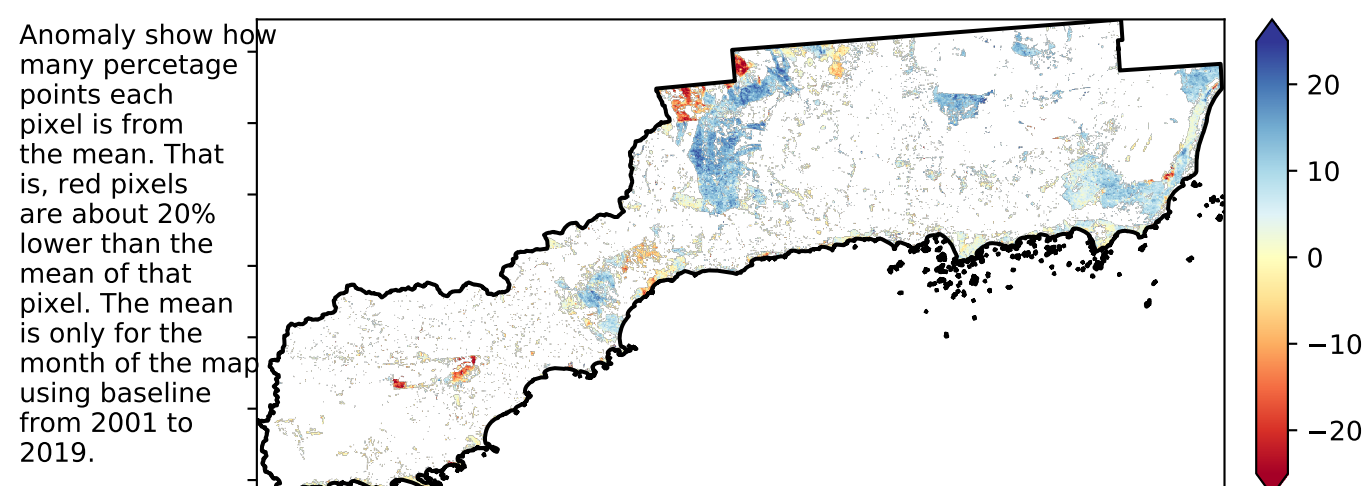 Anomaly show how
many percetage
points each
pixel is from
the mean. That
is, red pixels
are about 20%
lower than the
mean of that
pixel. The mean
is only for the
month of the map
using baseline
from 2001 to
2019.
20
10
0
−10
−20